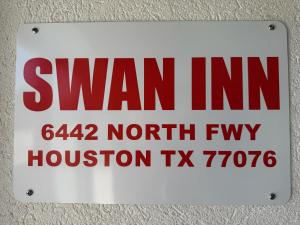 SWAN INN
6442 NORTH FWY
HOUSTON TX 77076